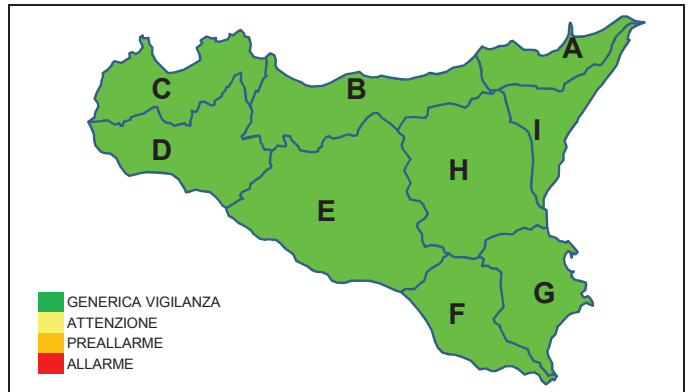 A
C
B
I
D
H
E
G
F
GENERICA VIGILANZA
ATTENZIONE
PREALLARME
ALLARME